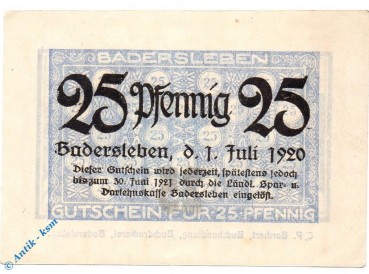 BADERSLEBEN
25 Pfennig 25
Badersleben, d. 1. Juli 1920
Dieser Gutschein wird jederzeit, spätestens jedoch
bis zum 30. Juni 1921 durch die Ländl. Spar- u.
Darlehnskasse Badersleben eingelöst.
GUTSCHEIN FÜR 25 PFENNIG
© Antik - ksm